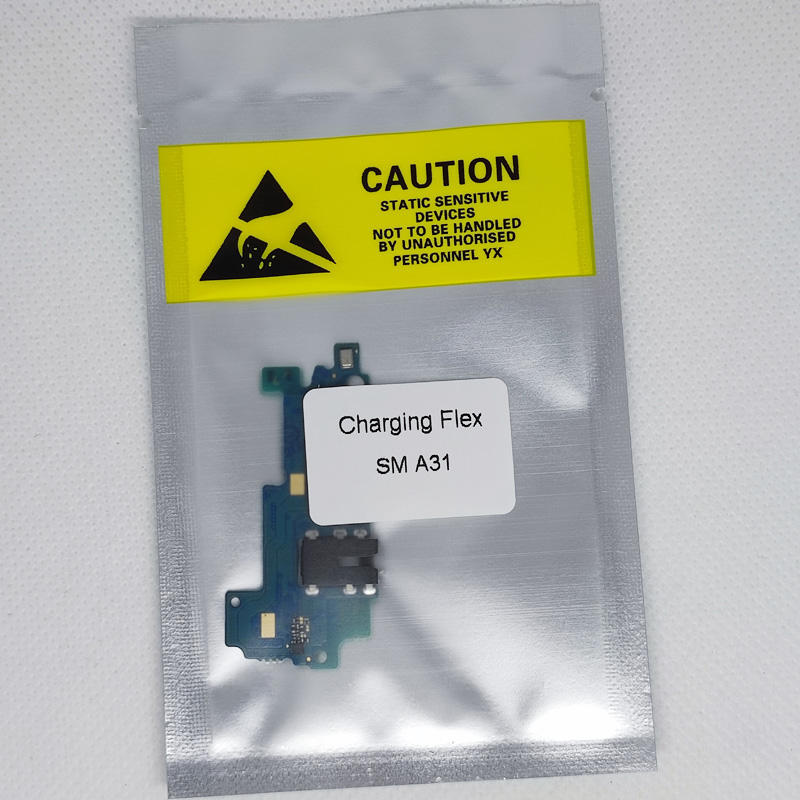 CAUTION
STATIC SENSITIVE
DEVICES
NOT TO BE HANDLED
BY UNAUTHORISED
PERSONNEL YX
Charging Flex
SM A31